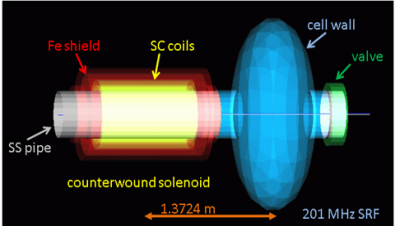 cell wall
Fe shield
SC coils
valve
SS pipe
counterwound solenoid
1.3724 m
201 MHz SRF